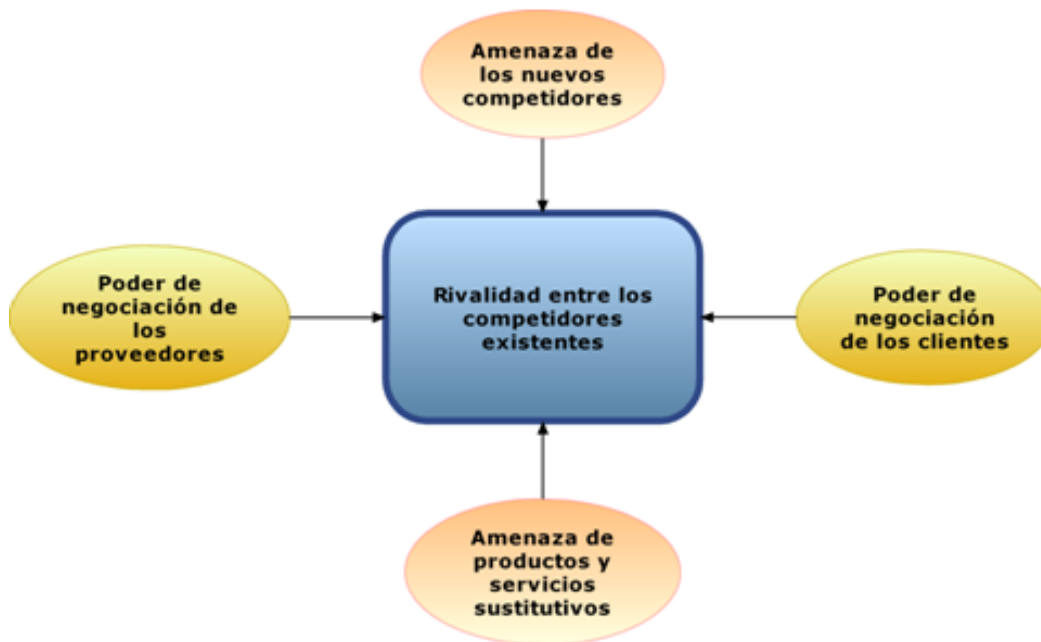 Amenaza de
los nuevos
competidores
Poder de
negociación de
los
proveedores
Rivalidad entre los
competidores
existentes
Poder de
negociación
de los clientes
Amenaza de
productos y
servicios
sustitutivos